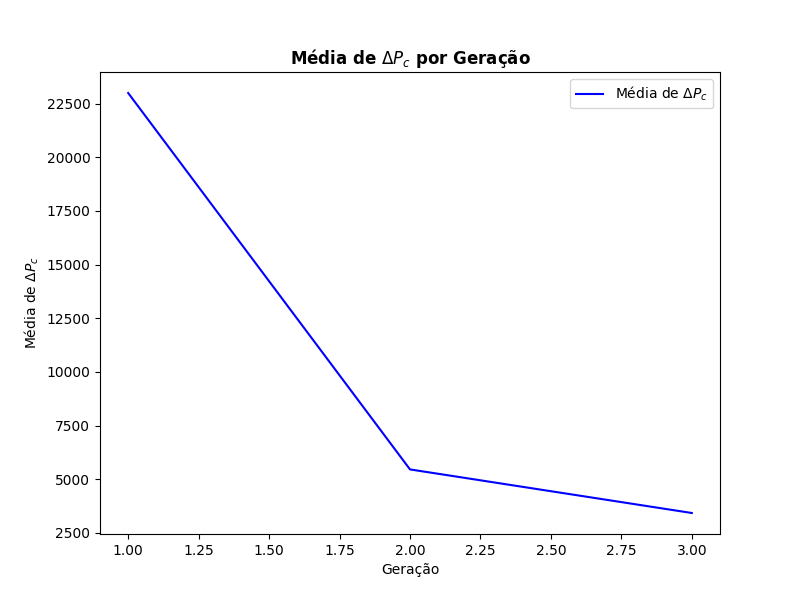 Média de ΔP_c por Geração
Média de ΔP_c
22500
20000
17500
15000
12500
10000
7500
5000
2500
Média de ΔP_c
1.00 1.25 1.50 1.75 2.00 2.25 2.50 2.75 3.00
Geração